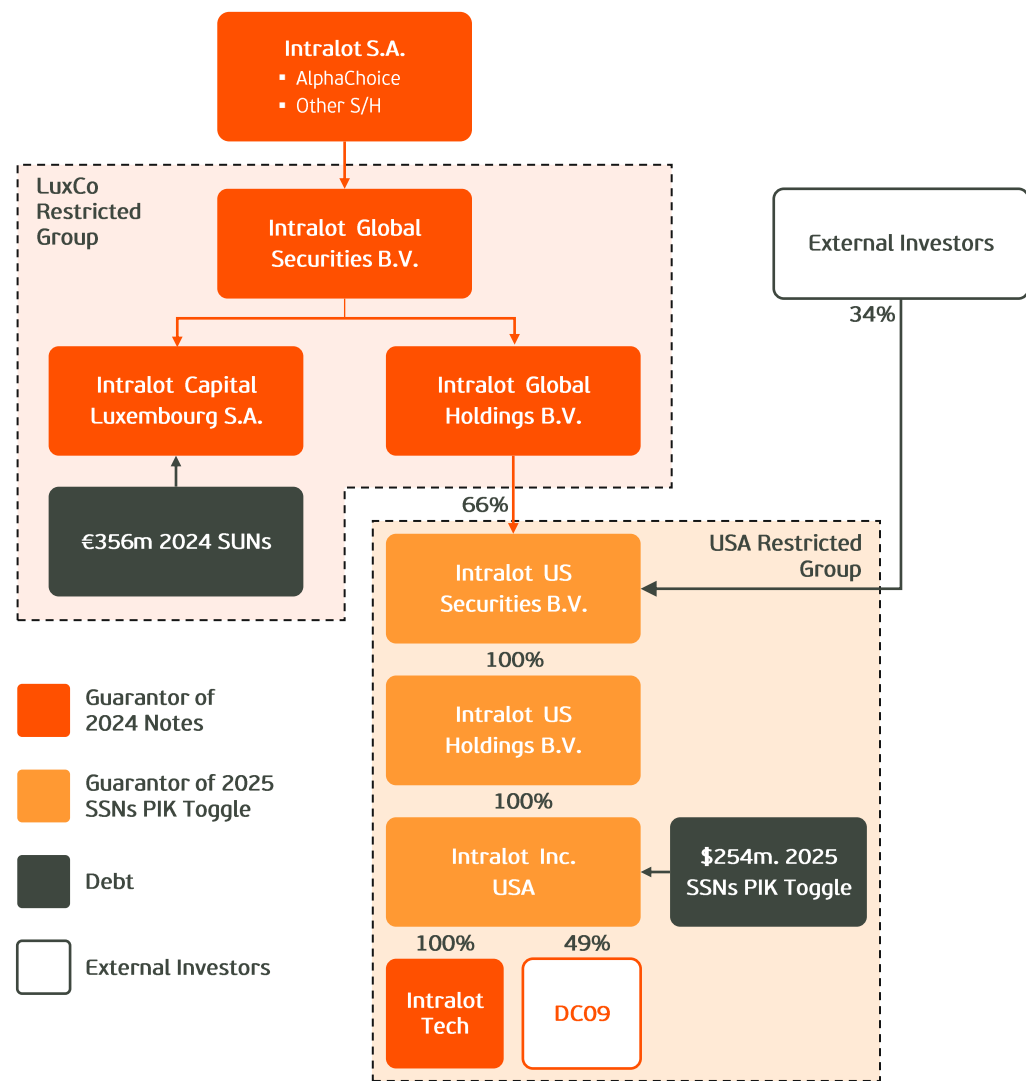 Intralot S.A.
▪ AlphaChoice
▪ Other S/H
LuxCo
Restricted
Group
Intralot Global
Securities B.V.
External Investors
34%
Intralot Capital
Luxembourg S.A.
Intralot Global
Holdings B.V.
€356m 2024 SUNs
66%
USA Restricted
Group
Intralot US
Securities B.V.
100%
Intralot US
Holdings B.V.
100%
Intralot Inc.
USA
$254m. 2025
SSNs PIK Toggle
100%
49%
Intralot
Tech
DC09
Guarantor of
2024 Notes
Guarantor of 2025
SSNs PIK Toggle
Debt
External Investors